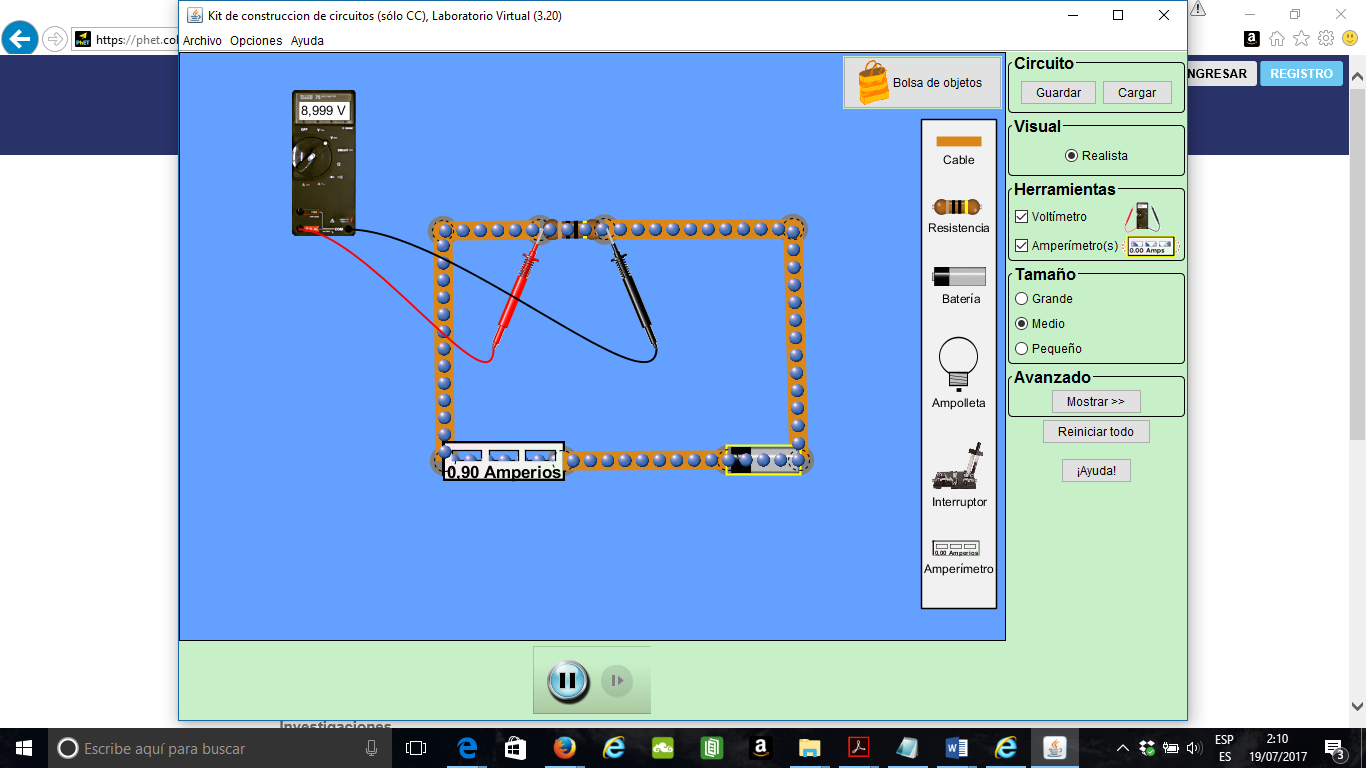 Kit de construccion de circuitos (sólo CC), Laboratorio Virtual (3.20)
https://phet.col
Archivo Opciones Ayuda
NGRESAR
REGISTRO
8,999 V
Bolsa de objetos
Cable
Resistencia
Batería
Ampolleta
Interruptor
0,00 Amperios
Amperímetro
0,90 Amperios
Circuito
Guardar
Cargar
Visual
Realista
Herramientas
Voltímetro
Amperímetro(s)
0.00 Amps
Tamaño
Grande
Medio
Pequeño
Avanzado
Mostrar >>
Reiniciar todo
¡Ayuda!
Investigaciones
Escribe aquí para buscar
ESP
ES
2:10
19/07/2017
3